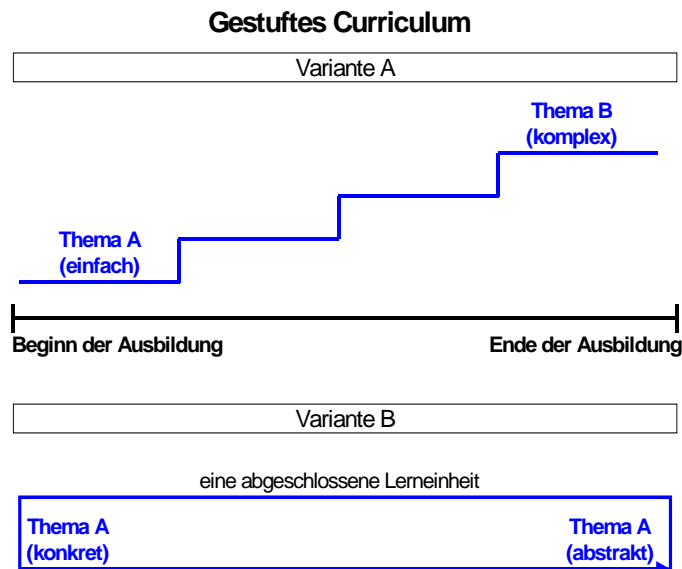 Gestuftes Curriculum
Variante A
Thema B
(komplex)
Thema A
(einfach)
Beginn der Ausbildung
Ende der Ausbildung
Variante B
eine abgeschlossene Lerneinheit
Thema A
(konkret)
Thema A
(abstrakt)